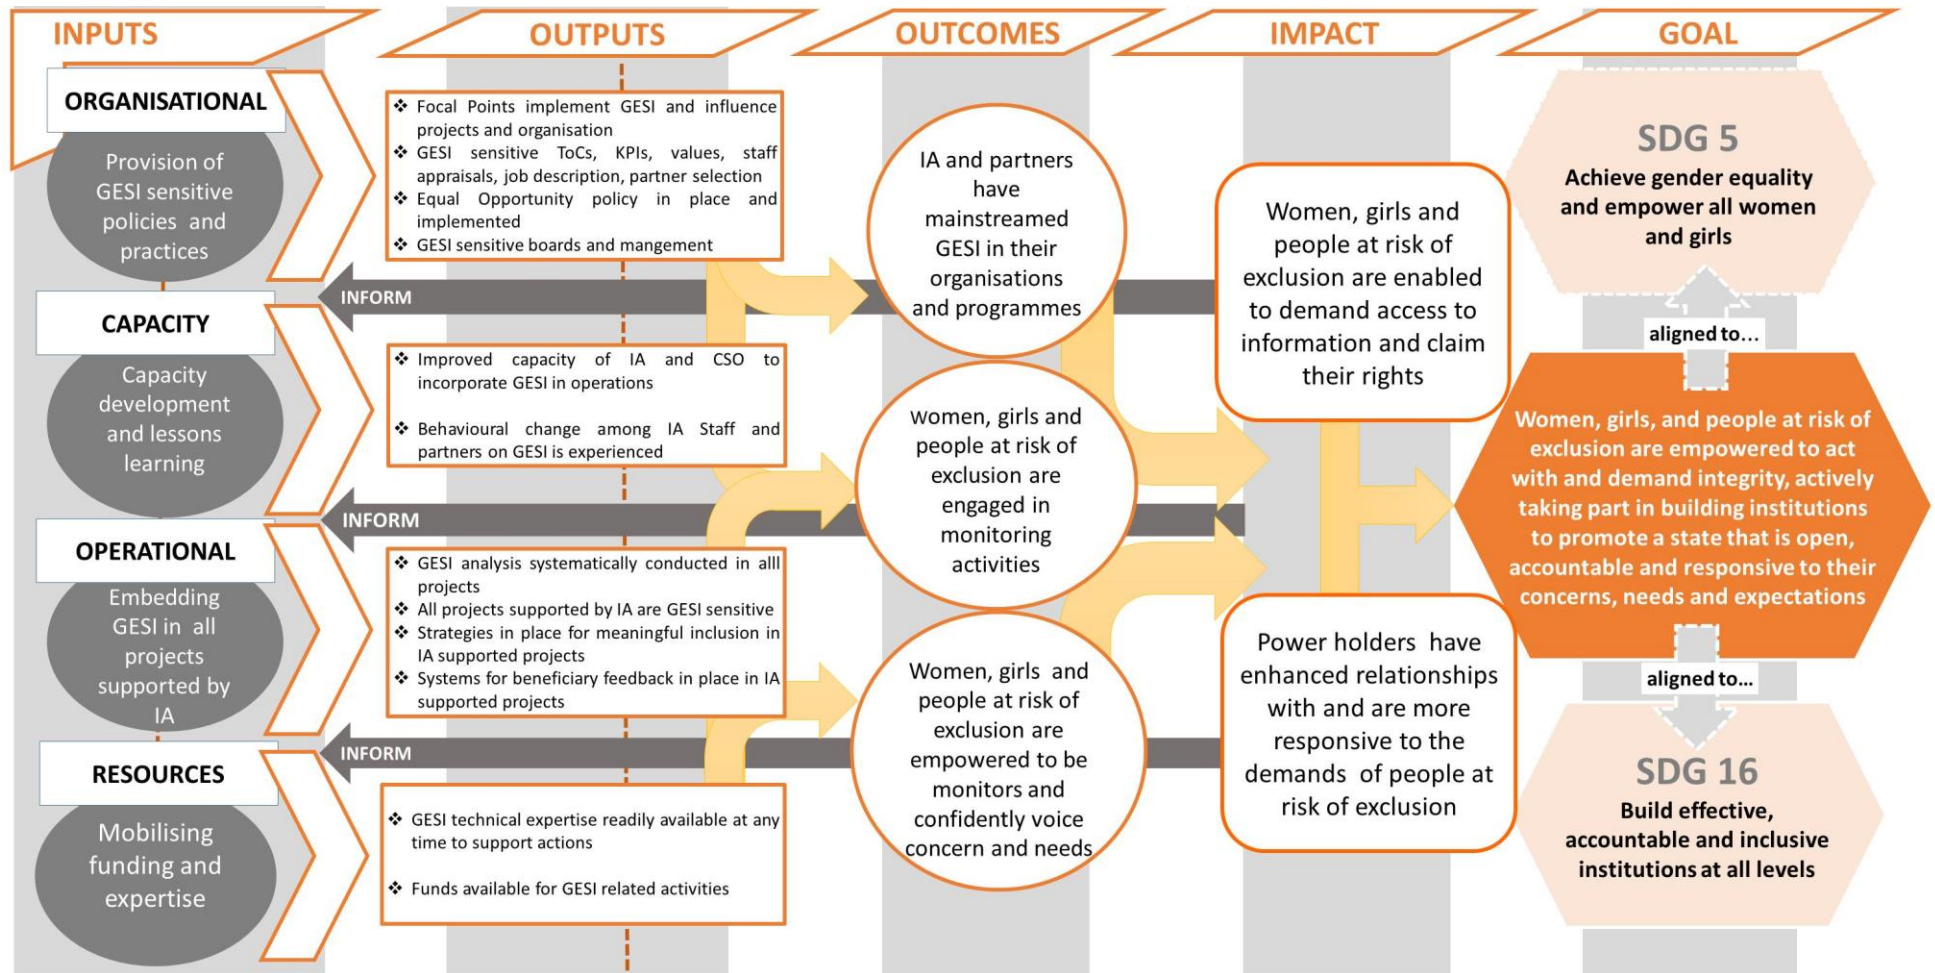 INPUTS
OUTPUTS
OUTCOMES
IMPACT
GOAL
ORGANISATIONAL
Provision of
GESI sensitive
policies and
practices
CAPACITY
Capacity
development
and lessons
learning
OPERATIONAL
Embedding
GESI in all
projects
supported by
IA
RESOURCES
Mobilising
funding and
expertise
❖ Focal Points implement GESI and influence
projects and organisation
❖ GESI sensitive ToCs, KPIs, values, staff
appraisals, job description, partner selection
❖ Equal Opportunity policy in place and
implemented
❖ GESI sensitive boards and mangement
INFORM
❖ Improved capacity of IA and CSO to
incorporate GESI in operations
❖ Behavioural change among IA Staff and
partners on GESI is experienced
INFORM
❖ GESI analysis systematically conducted in alll
projects
❖ All projects supported by IA are GESI sensitive
❖ Strategies in place for meaningful inclusion in
IA supported projects
❖ Systems for beneficiary feedback in place in IA
supported projects
INFORM
❖ GESI technical expertise readily available at any
time to support actions
❖ Funds available for GESI related activities
IA and partners
have
mainstreamed
GESI in their
organisations
and programmes
women, girls and
people at risk of
exclusion are
engaged in
monitoring
activities
Women, girls and
people at risk of
exclusion are
empowered to be
monitors and
confidently voice
concern and needs
Women, girls and
people at risk of
exclusion are enabled
to demand access to
information and claim
their rights
Power holders have
enhanced relationships
with and are more
responsive to the
demands of people at
risk of exclusion
SDG 5
Achieve gender equality
and empower all women
and girls
aligned to...
Women, girls, and people at risk of
exclusion are empowered to act
with and demand integrity, actively
taking part in building institutions
to promote a state that is open,
accountable and responsive to their
concerns, needs and expectations
aligned to...
SDG 16
Build effective,
accountable and inclusive
institutions at all levels